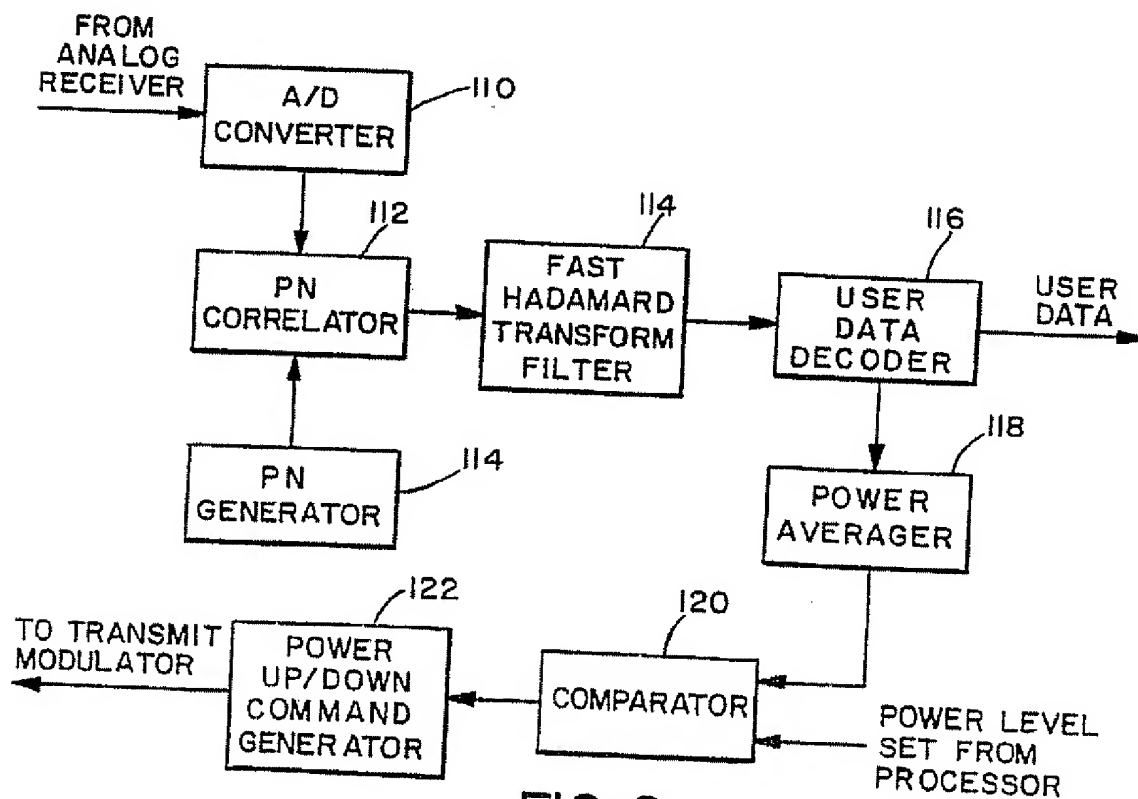 FROM
ANALOG
RECEIVER
A/D
CONVERTER
110
112
PN
CORRELATOR
114
FAST
HADAMARD
TRANSFORM
FILTER
116
USER
DATA
DECODER
USER
DATA
PN
GENERATOR
114
118
POWER
AVERAGER
122
TO TRANSMIT
MODULATOR
POWER
UP/DOWN
COMMAND
GENERATOR
120
COMPARATOR
POWER LEVEL
SET FROM
PROCESSOR